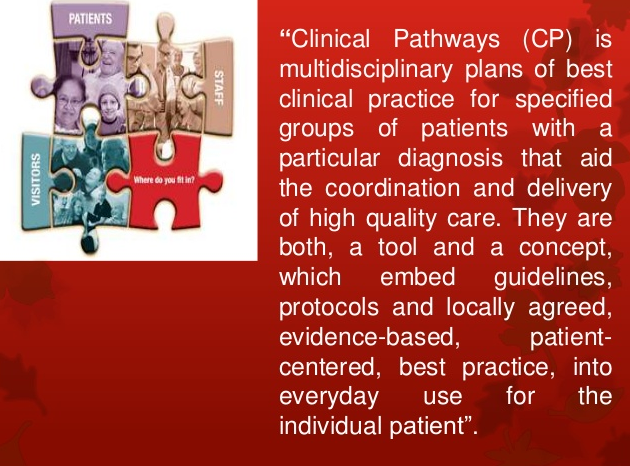 PATIENTS
STAFF
VISITORS
Where do you fit in?
“Clinical Pathways (CP) is
multidisciplinary plans of best
clinical practice for specified
groups of patients with a
particular diagnosis that aid
the coordination and delivery
of high quality care. They are
both, a tool and a concept,
which embed guidelines,
protocols and locally agreed,
evidence-based, patient-
centered, best practice, into
everyday use for the
individual patient”.